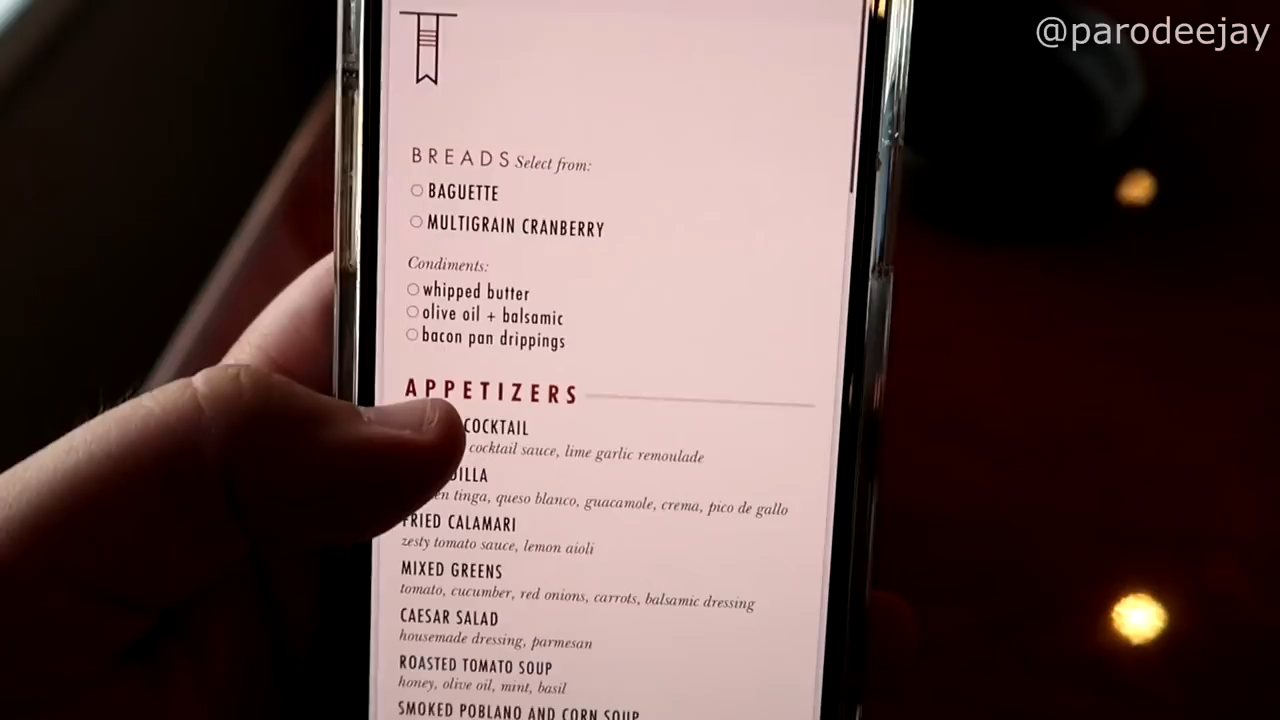 @parodeejay
BREADS Select from:
BAGUETTE
MULTIGRAIN CRANBERRY
Condiments:
whipped butter
olive oil + balsamic
bacon pan drippings
APPETIZERS
COCKTAIL
cocktail sauce, lime garlic remoulade
tinga, queso blanco, guacamole, crema, pico de gallo
FRIED CALAMARI
zesty tomato sauce, lemon aioli
MIXED GREENS
tomato, cucumber, red onions, carrots, balsamic dressing
CAESAR SALAD
housemade dressing, parmesan
ROASTED TOMATO SOUP
honey, olive oil, mint, basil
SMOKED POBLANO AND CORN SOUP